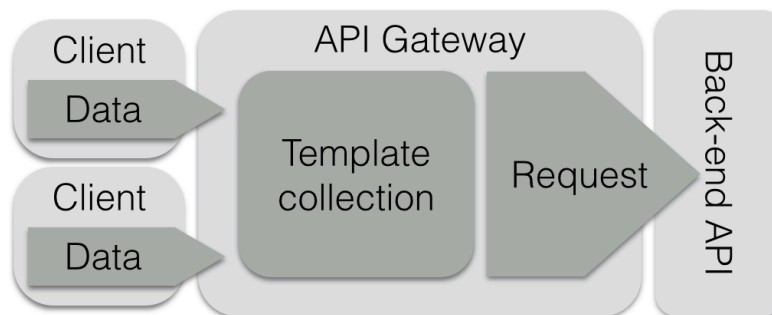 Client
Data
Client
Data
API Gateway
Template
collection
Request
Back-end API